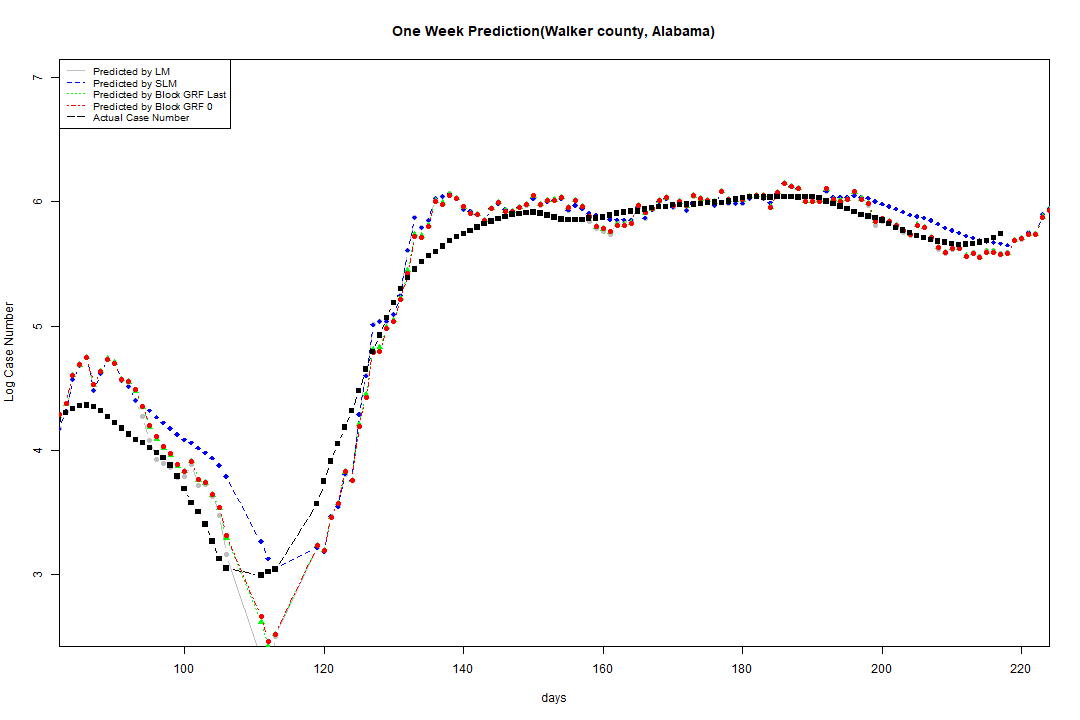 One Week Prediction(Walker county, Alabama)
Predicted by LM
Predicted by SLM
Predicted by Block GRF Last
Predicted by Block GRF 0
Actual Case Number
7
6
5
4
3
Log Case Number
100 120 140 160 180 200 220
days